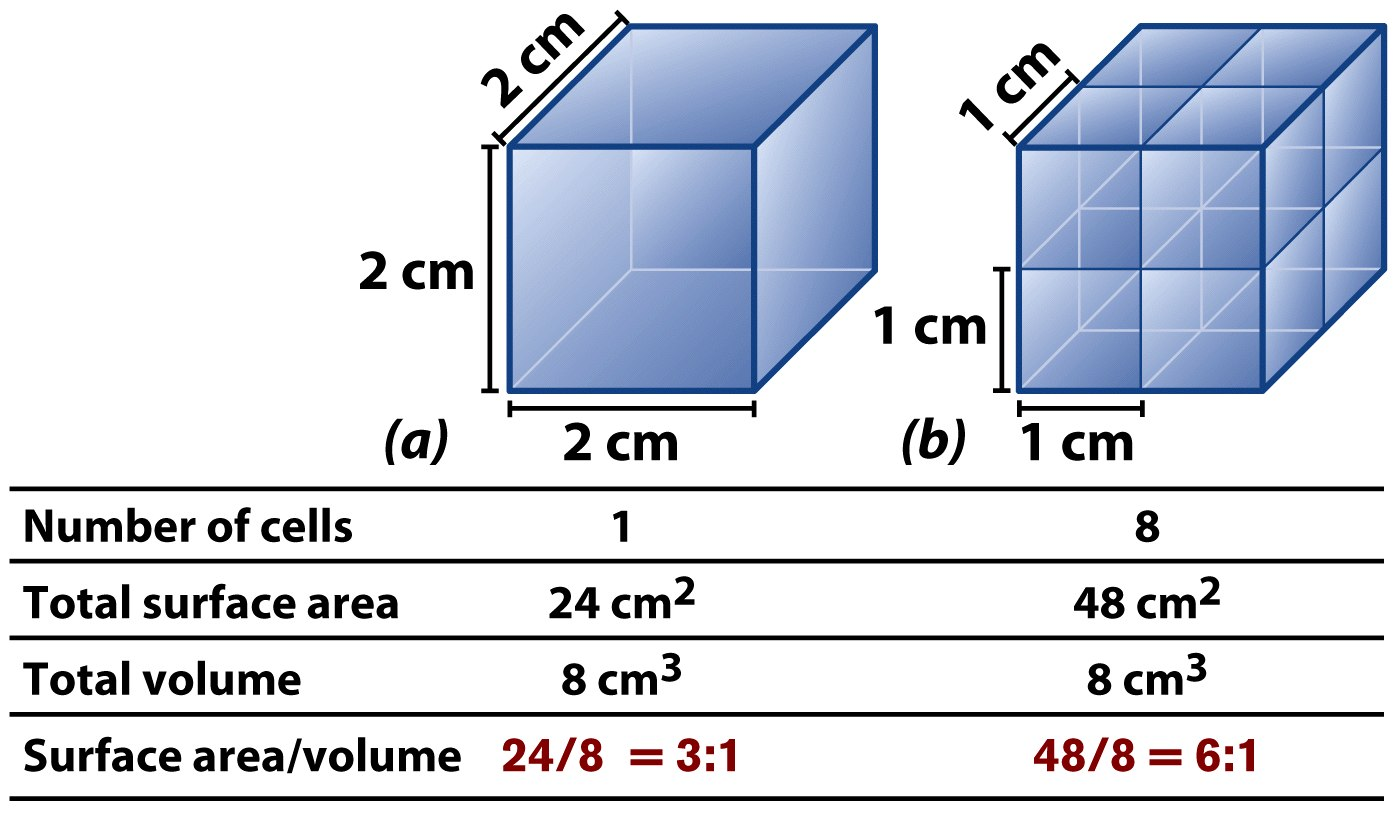 2 cm
1 cm
2 cm
1 cm
(a) 2 cm
(b) 1 cm
Number of cells 1 8
Total surface area 24 cm² 48 cm²
Total volume 8 cm³ 8 cm³
Surface area/volume 24/8 = 3:1 48/8 = 6:1